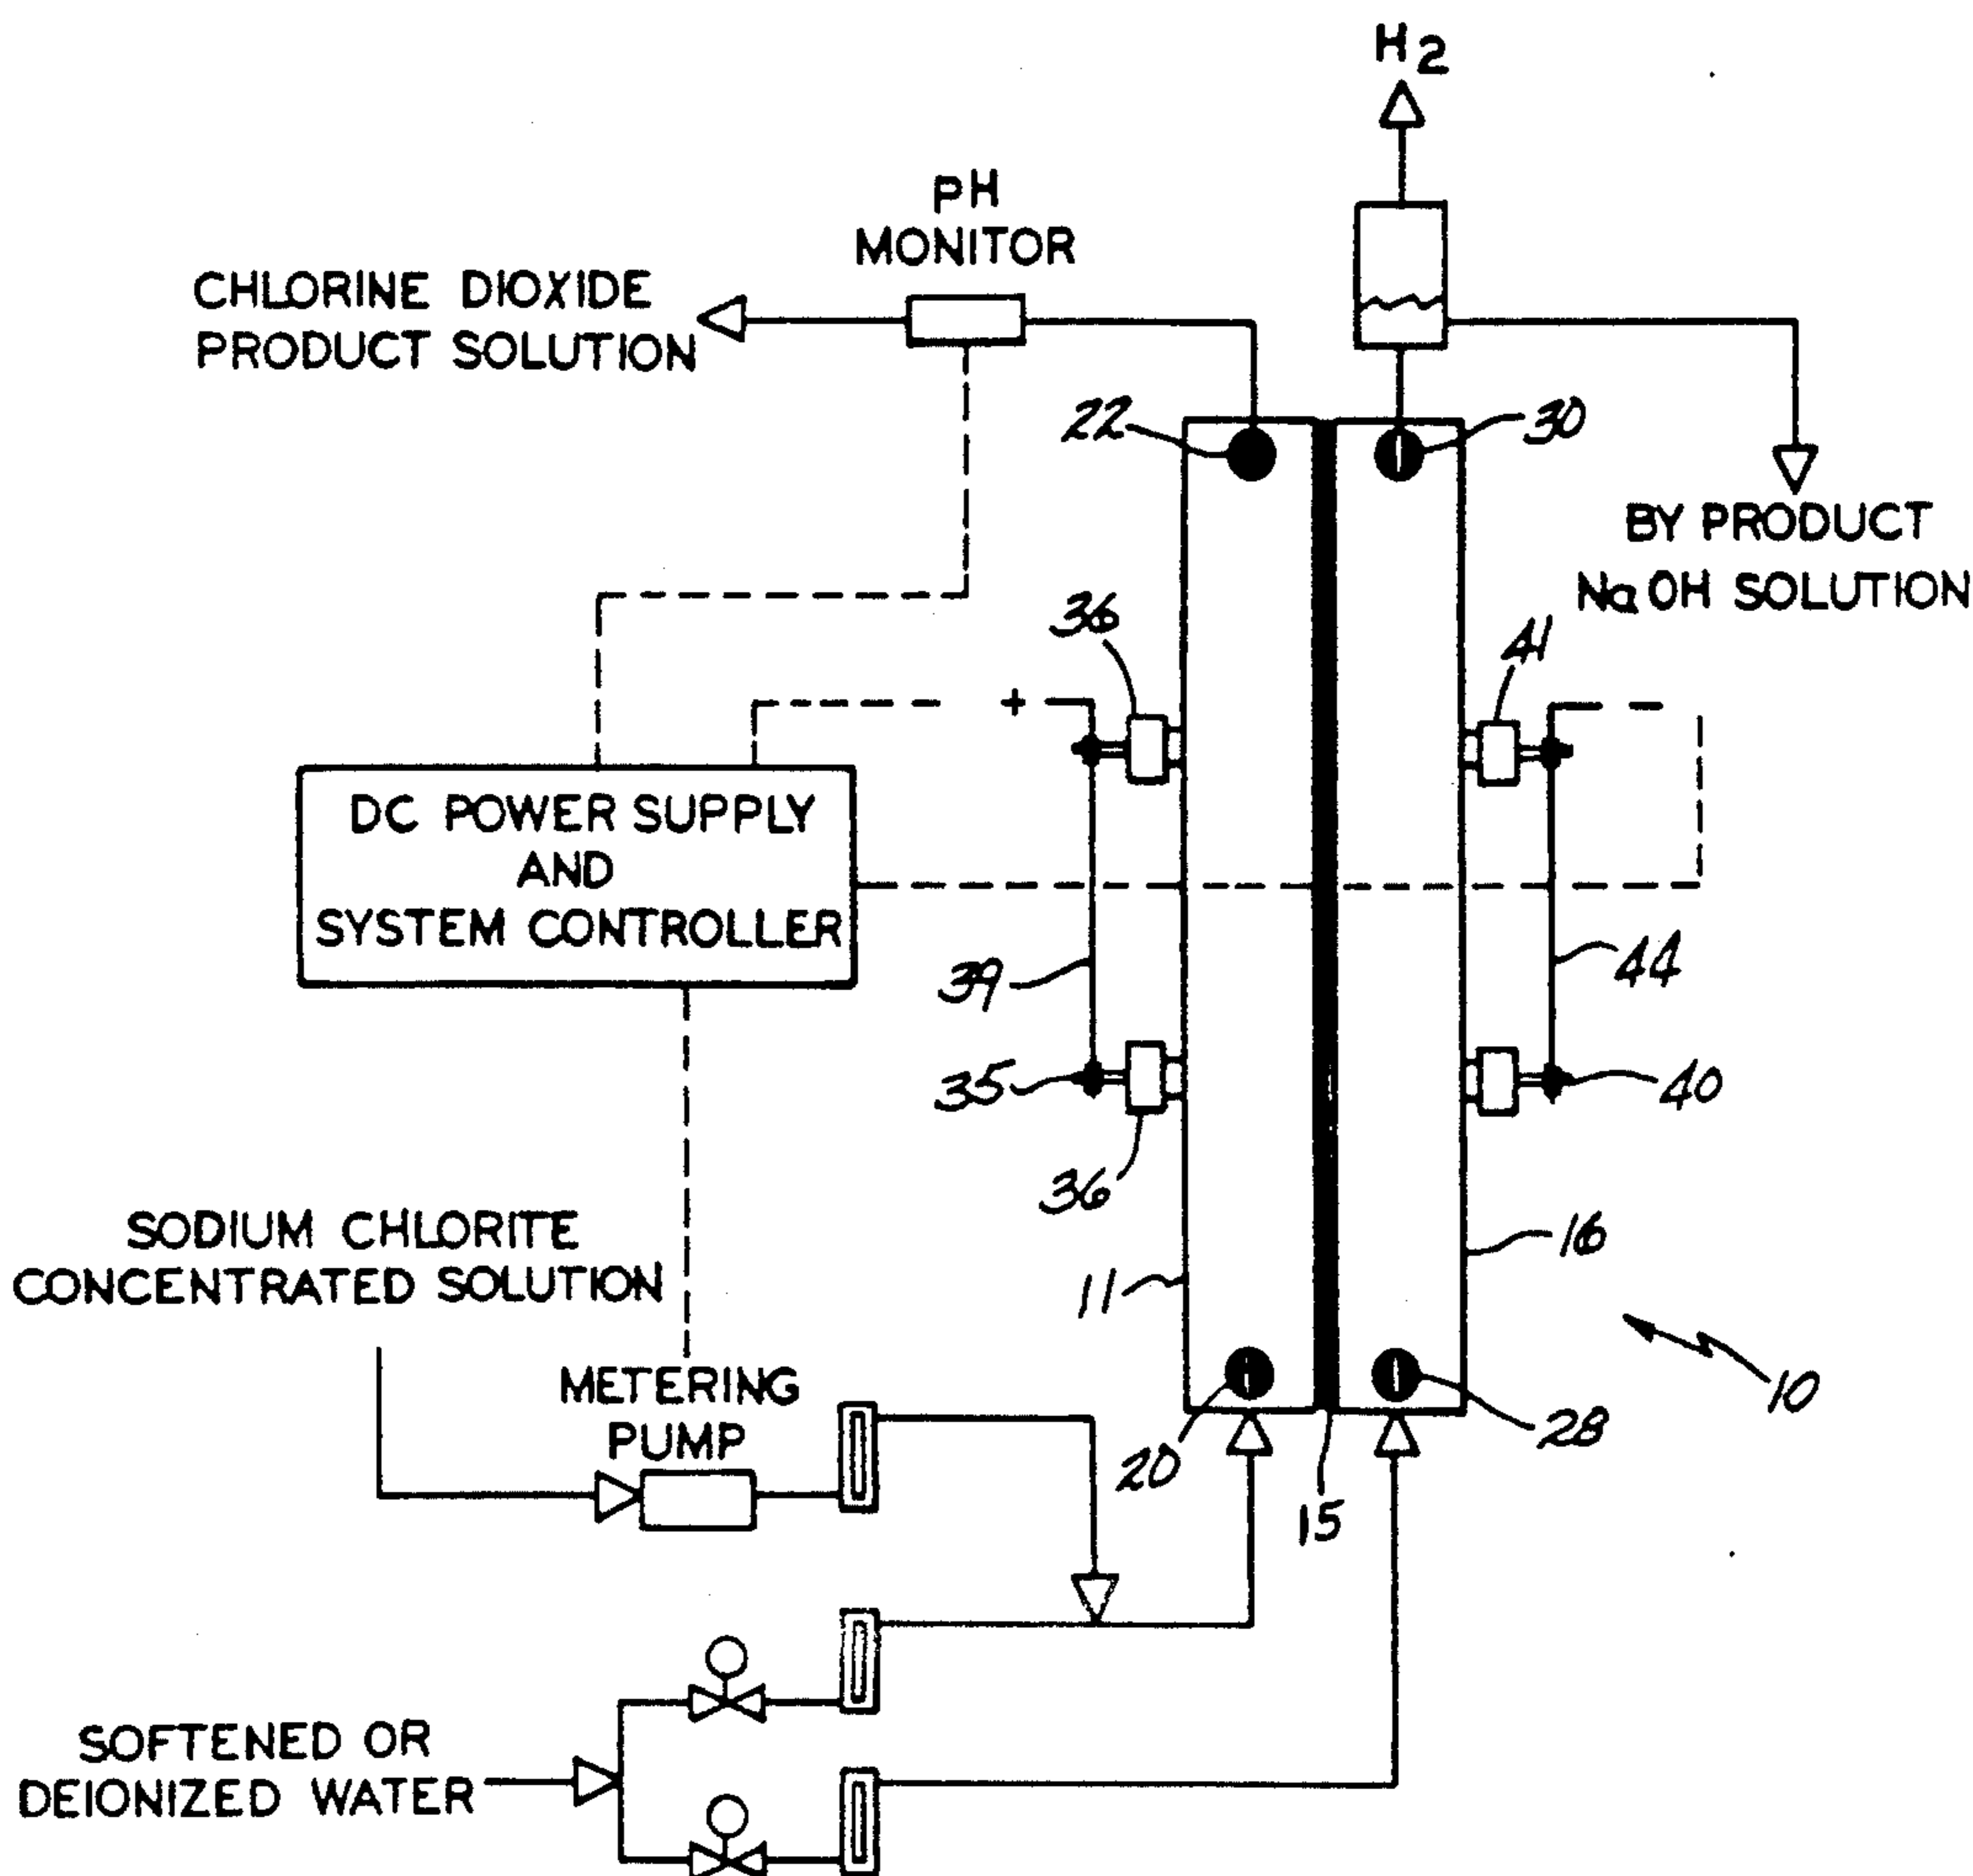 H2
PH
MONITOR
CHLORINE DIOXIDE
PRODUCT SOLUTION
22
30
BY PRODUCT
NaOH SOLUTION
36
41
+
-
DC POWER SUPPLY
AND
SYSTEM CONTROLLER
39
44
35
40
36
SODIUM CHLORITE
CONCENTRATED SOLUTION
16
11
10
METERING
PUMP
20
28
15
SOFTENED OR
DEIONIZED WATER